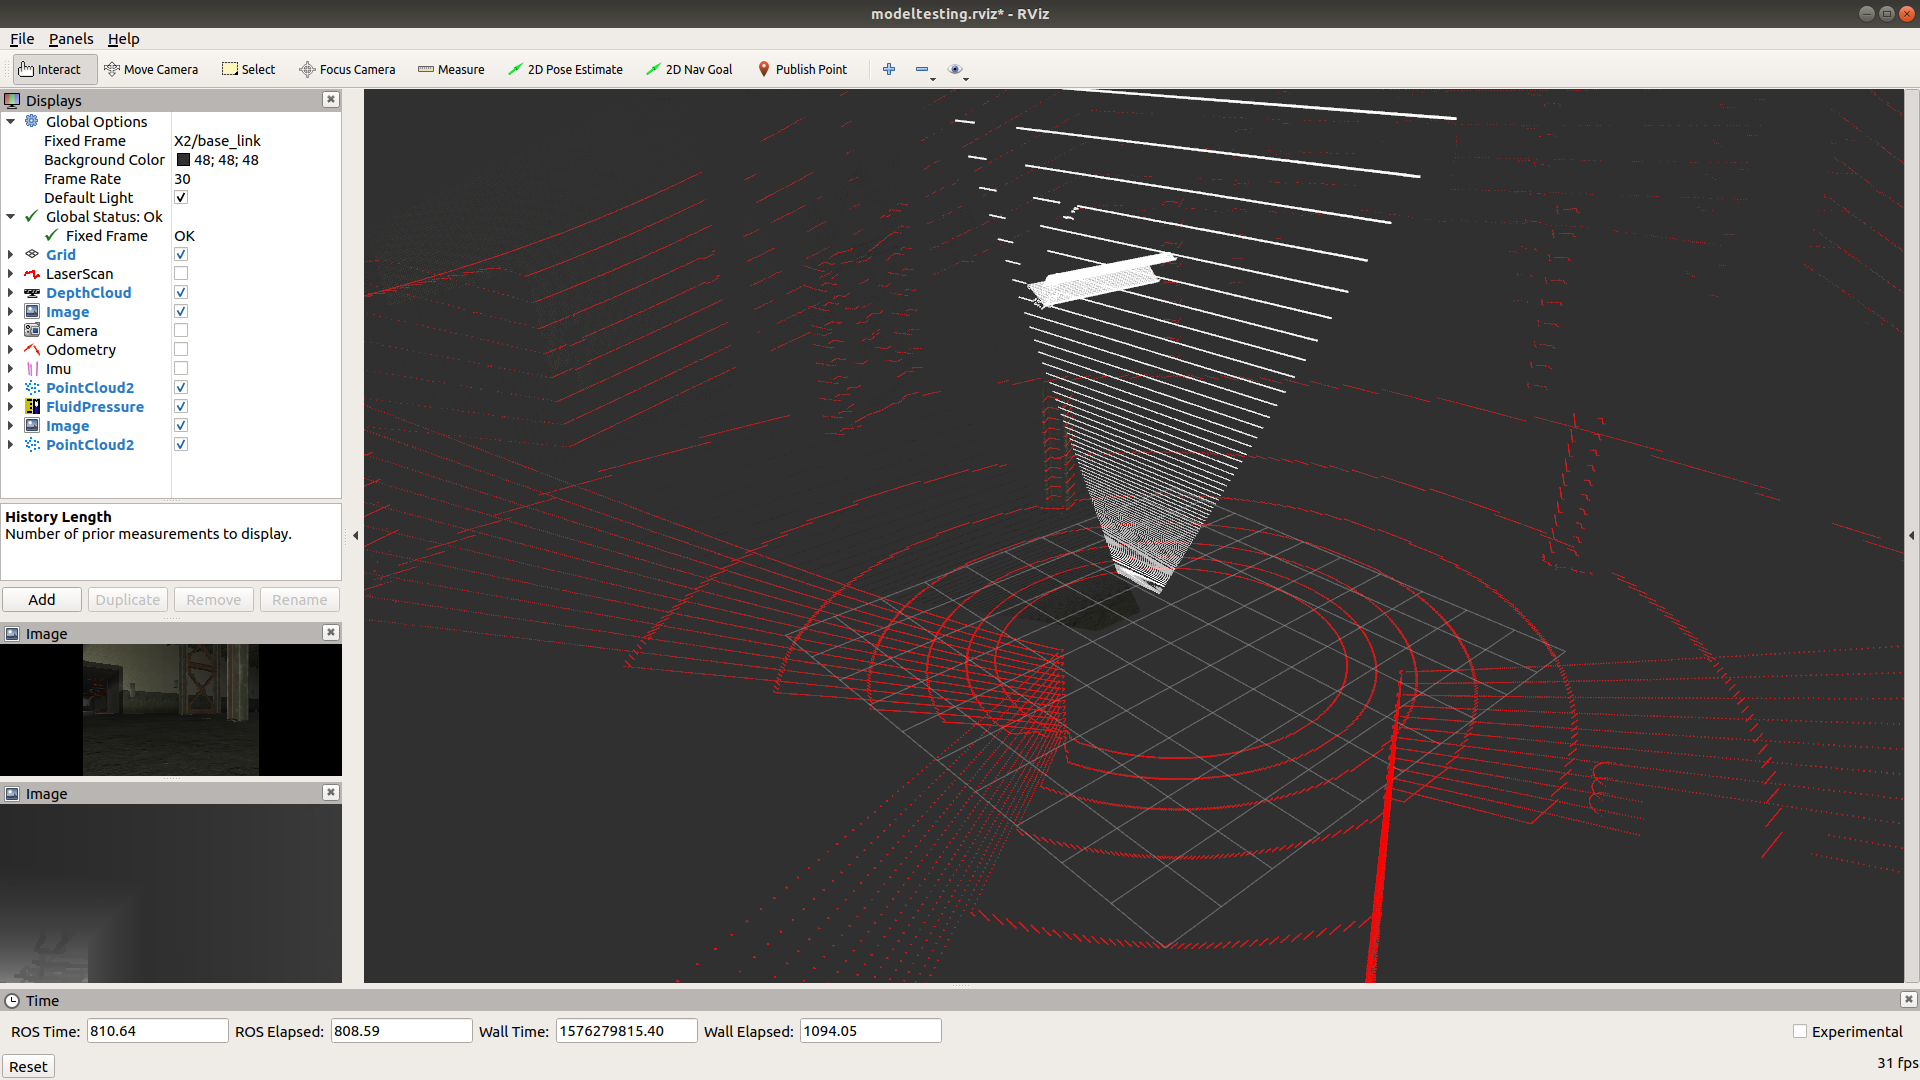 modeltesting.rviz* - RViz
File Panels Help
Interact Move Camera Select Focus Camera Measure 2D Pose Estimate 2D Nav Goal Publish Point
Displays
Global Options
Fixed Frame X2/base_link
Background Color 48; 48; 48
Frame Rate 30
Default Light
Global Status: Ok
Fixed Frame OK
Grid
LaserScan
DepthCloud
Image
Camera
Odometry
Imu
PointCloud2
FluidPressure
Image
PointCloud2
History Length
Number of prior measurements to display.
Add Duplicate Remove Rename
Image
Image
Time
ROS Time: 810.64 ROS Elapsed: 808.59 Wall Time: 1576279815.40 Wall Elapsed: 1094.05 Experimental
Reset 31 fps